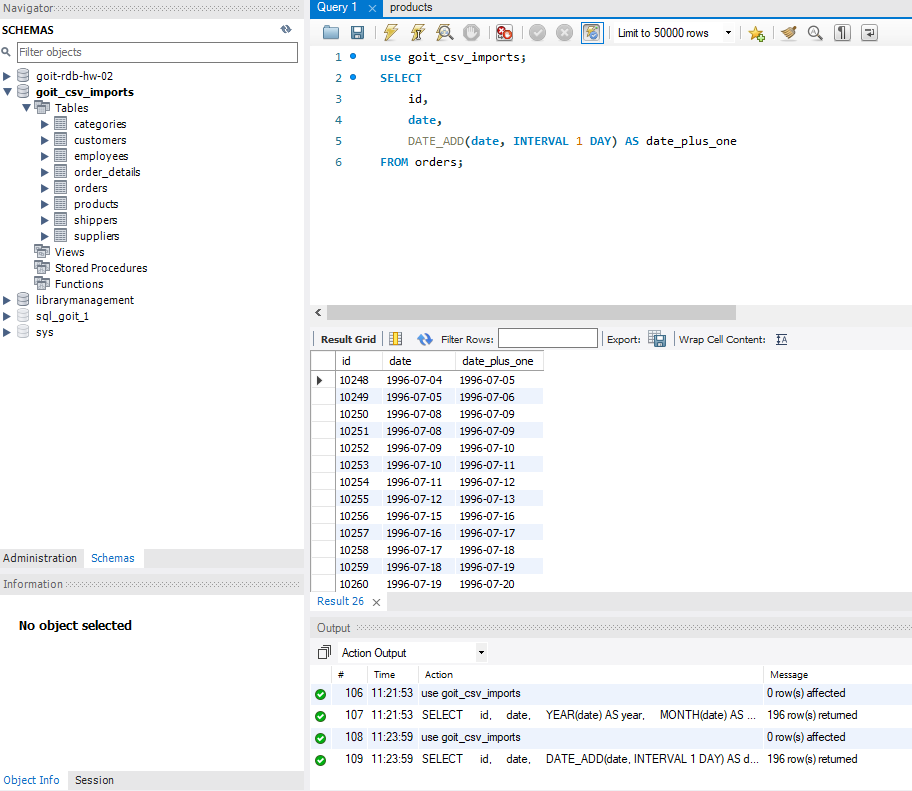 Navigator
SCHEMAS
Filter objects
goit-rdb-hw-02
goit_csv_imports
Tables
categories
customers
employees
order_details
orders
products
shippers
suppliers
Views
Stored Procedures
Functions
librarymanagement
sql_goit_1
sys
Administration Schemas
Information
No object selected
Object Info Session
Query 1 products
Limit to 50000 rows
1 use goit_csv_imports;
2 SELECT
3 id,
4 date,
5 DATE_ADD(date, INTERVAL 1 DAY) AS date_plus_one
6 FROM orders;
Result Grid Filter Rows: Export: Wrap Cell Content:
id date date_plus_one
10248 1996-07-04 1996-07-05
10249 1996-07-05 1996-07-06
10250 1996-07-08 1996-07-09
10251 1996-07-08 1996-07-09
10252 1996-07-09 1996-07-10
10253 1996-07-10 1996-07-11
10254 1996-07-11 1996-07-12
10255 1996-07-12 1996-07-13
10256 1996-07-15 1996-07-16
10257 1996-07-16 1996-07-17
10258 1996-07-17 1996-07-18
10259 1996-07-18 1996-07-19
10260 1996-07-19 1996-07-20
Result 26
Output
Action Output
# Time Action Message
106 11:21:53 use goit_csv_imports 0 row(s) affected
107 11:21:53 SELECT id, date, YEAR(date) AS year, MONTH(date) AS ... 196 row(s) returned
108 11:23:59 use goit_csv_imports 0 row(s) affected
109 11:23:59 SELECT id, date, DATE_ADD(date, INTERVAL 1 DAY) AS d... 196 row(s) returned